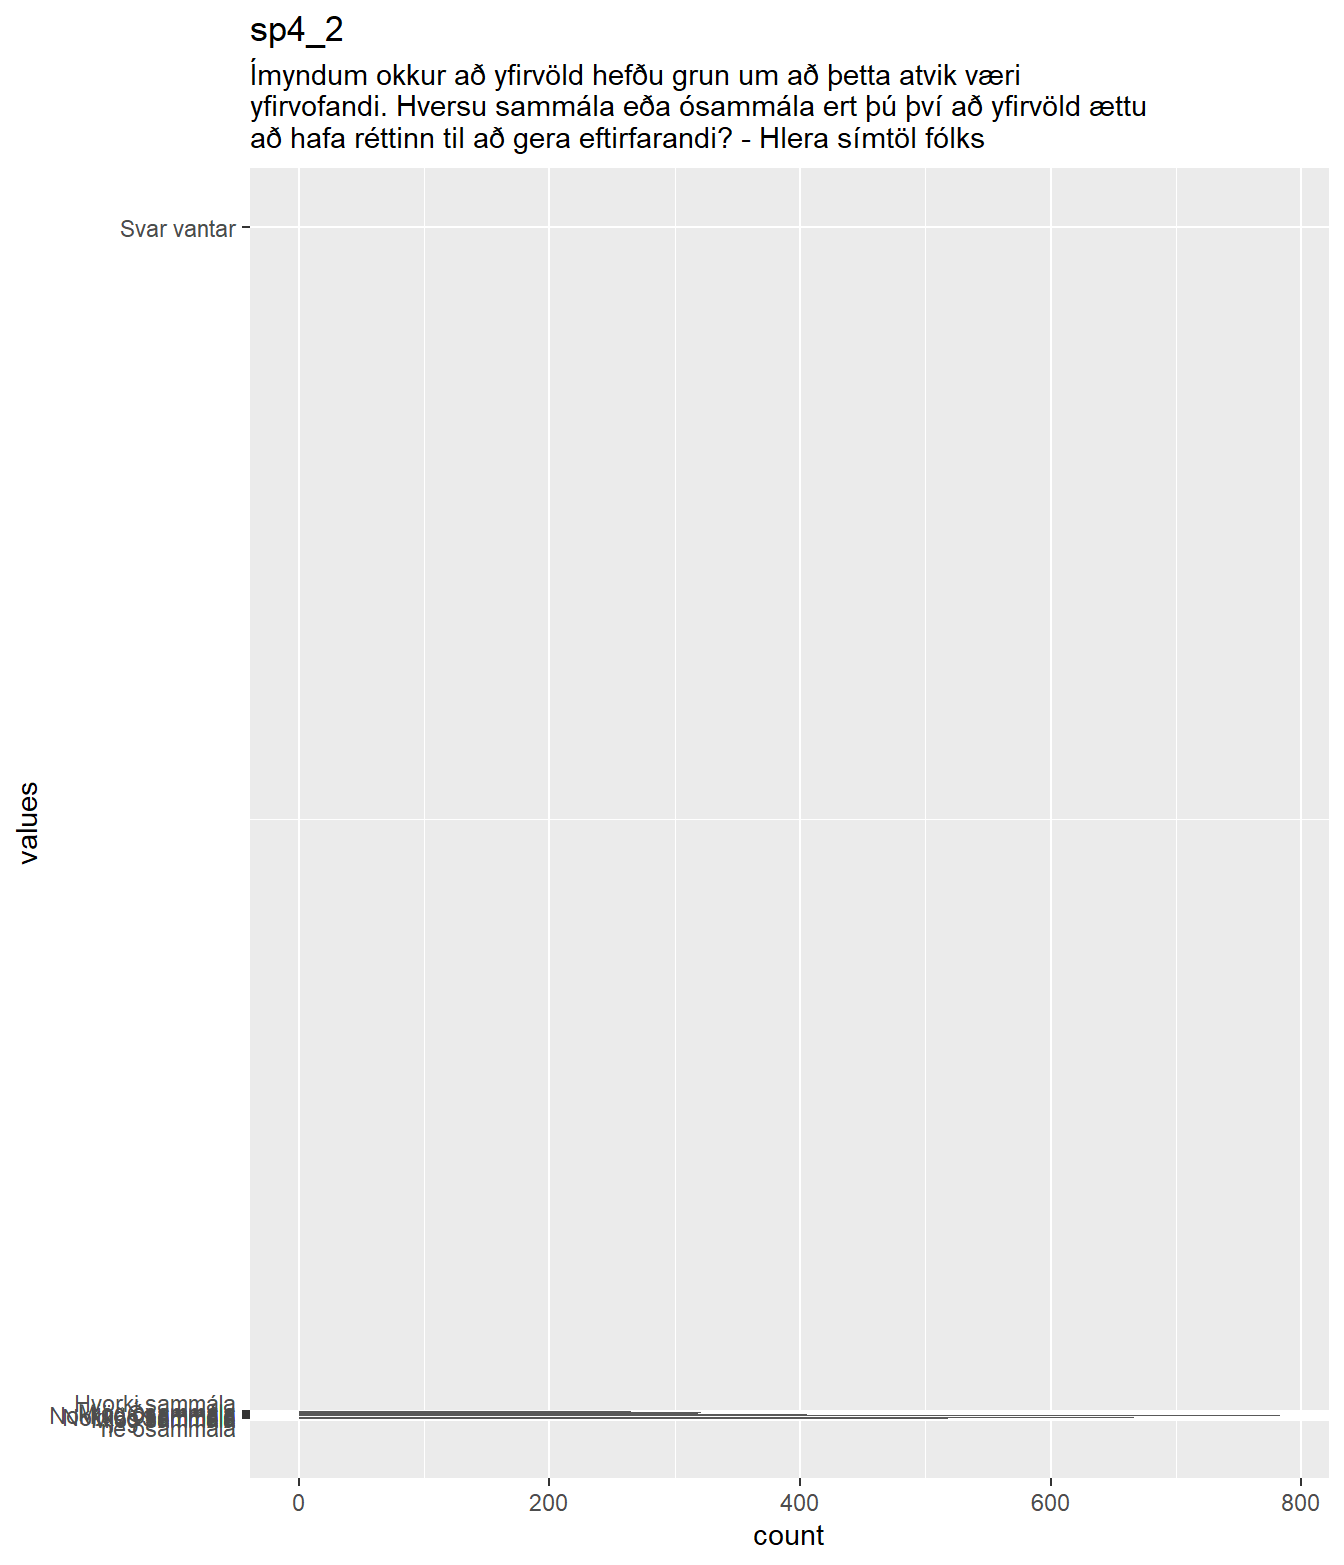 sp4_2
Ímyndum okkur að yfirvöld hefðu grun um að þetta atvik væri
yfirvofandi. Hversu sammála eða ósammála ert þú því að yfirvöld ættu
að hafa réttinn til að gera eftirfarandi? - Hlera símtöl fólks
Svar vantar
values
Hvorki sammála
né ósammála
0 200 400 600 800
count